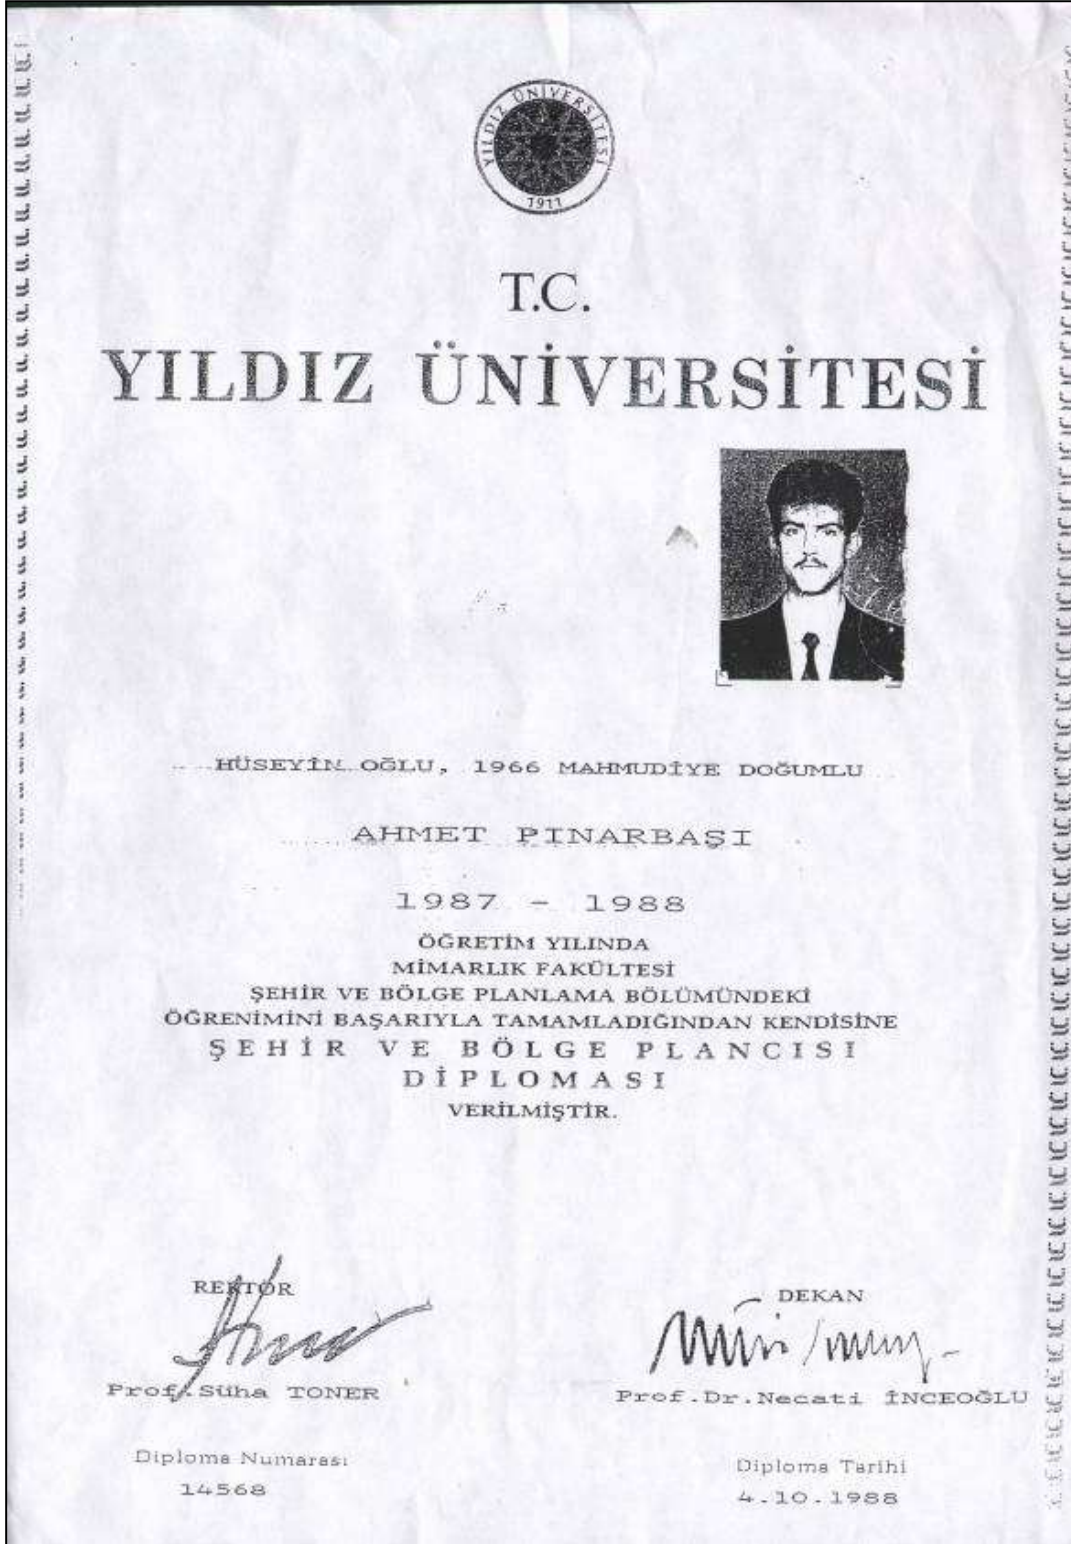 YILDIZ ÜNİVERSİTESİ
1911
T.C.
YILDIZ ÜNİVERSİTESİ
HÜSEYİN OĞLU, 1966 MAHMUDİYE DOĞUMLU
AHMET PINARBAŞI
1987 - 1988
ÖĞRETİM YILINDA
MİMARLIK FAKÜLTESİ
ŞEHİR VE BÖLGE PLANLAMA BÖLÜMÜNDEKİ
ÖĞRENİMİNİ BAŞARIYLA TAMAMLADIĞINDAN KENDİSİNE
ŞEHİR VE BÖLGE PLANCISI
DİPLOMASI
VERİLMİŞTİR.
REKTÖR
DEKAN
Prof.Süha TONER
Prof.Dr.Necati İNCEOĞLU
Diploma Numarası
14568
Diploma Tarihi
4.10.1988